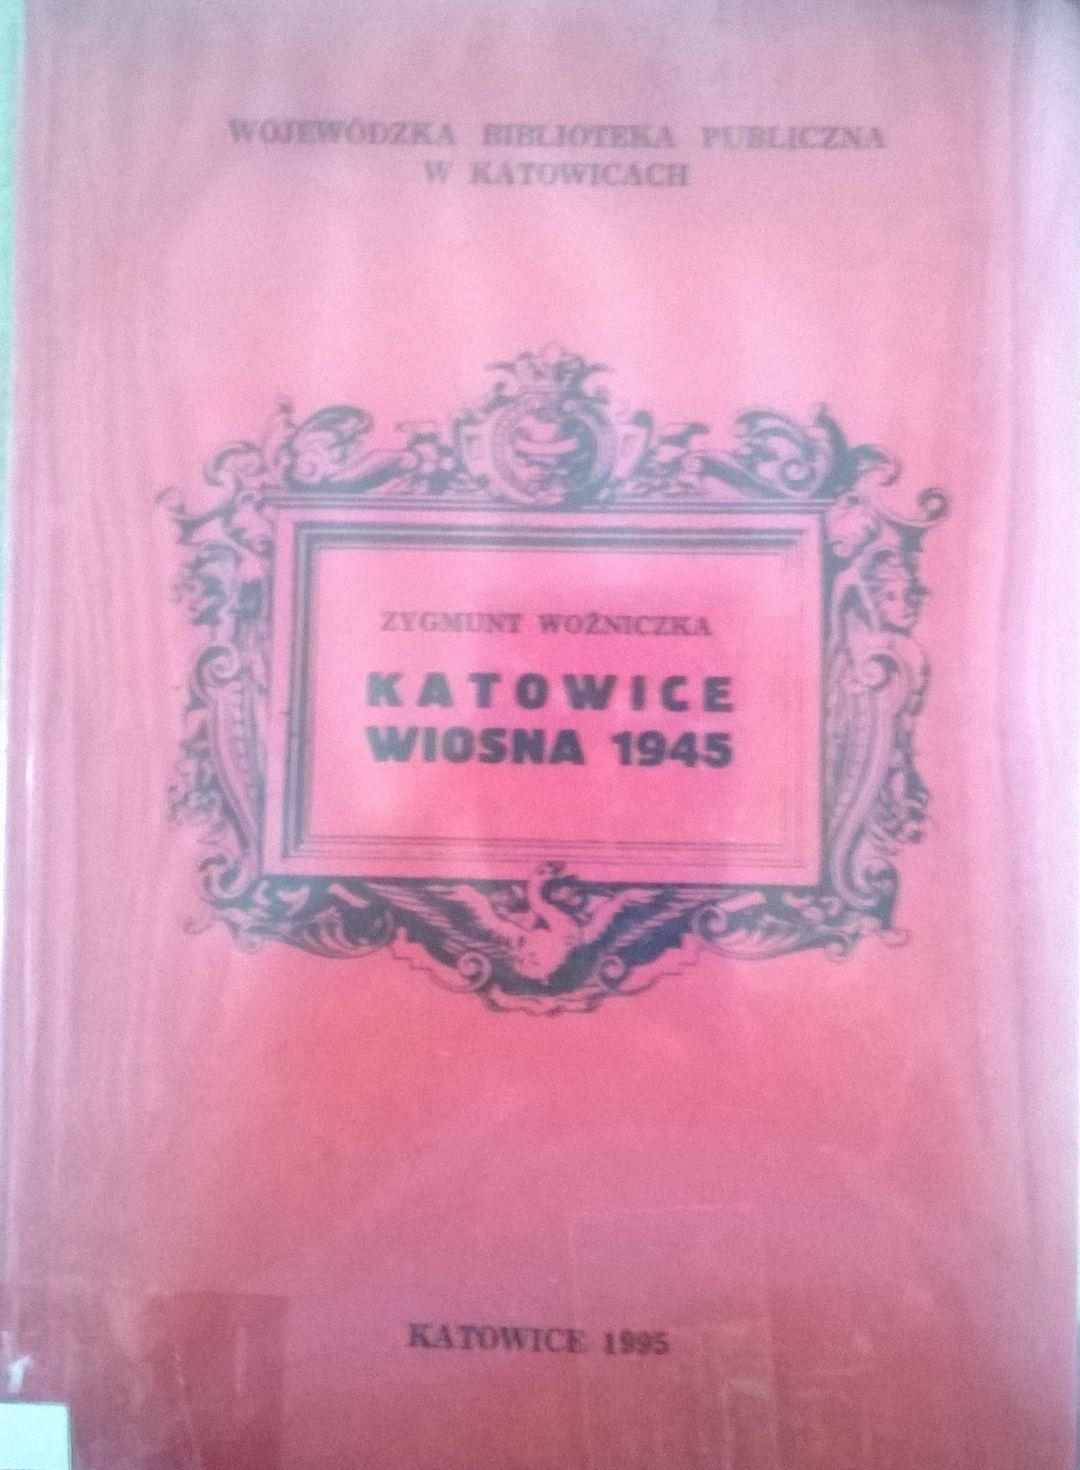 WOJEWÓDZKA BIBLIOTEKA PUBLICZNA
W KATOWICACH
ZYGMUNT WOŹNICZKA
KATOWICE
WIOSNA 1945
KATOWICE 1995